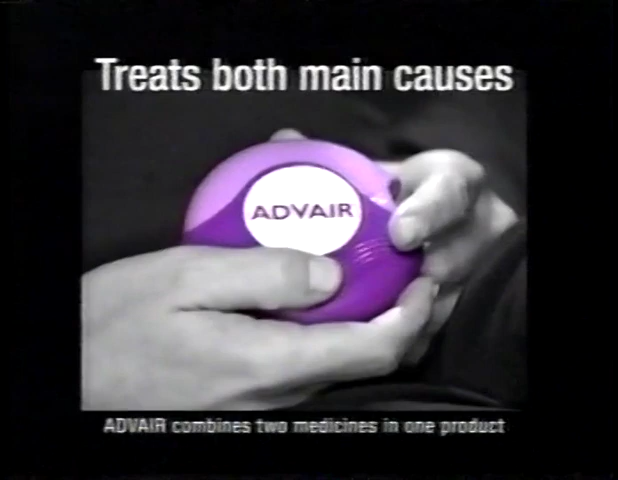 Treats both main causes
ADVAIR
ADVAIR combines two medicines in one product